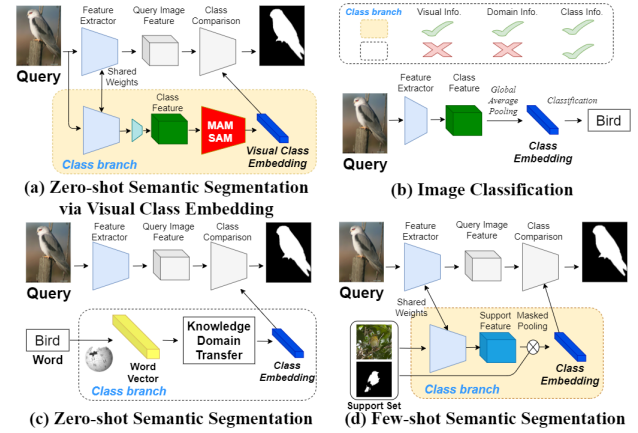 Feature
Extractor
Query Image
Feature
Class
Comparison
Query
Shared
Weights
Class
Feature
MAM
SAM
Visual Class
Embedding
Class branch
(a) Zero-shot Semantic Segmentation
via Visual Class Embedding
Class branch
Visual Info.
Domain Info.
Class Info.
Feature
Extractor
Class
Feature
Global
Average
Pooling
Classification
Bird
Query
Class
Embedding
(b) Image Classification
Feature
Extractor
Query Image
Feature
Class
Comparison
Query
Bird
Word
Word
Vector
Knowledge
Domain
Transfer
Class
Embedding
Class branch
(c) Zero-shot Semantic Segmentation
Feature
Extractor
Query Image
Feature
Class
Comparison
Query
Shared
Weights
Support
Feature
Masked
Pooling
Class
Embedding
Support Set
Class branch
(d) Few-shot Semantic Segmentation